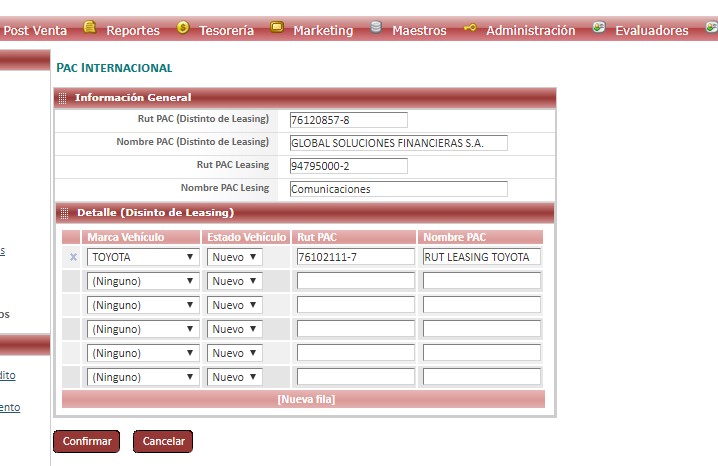 Post Venta Reportes Tesorería Marketing Maestros Administración Evaluadores
PAC INTERNACIONAL
Información General
Rut PAC (Distinto de Leasing) 76120857-8
Nombre PAC (Distinto de Leasing) GLOBAL SOLUCIONES FINANCIERAS S.A.
Rut PAC Leasing 94795000-2
Nombre PAC Lesing Comunicaciones
Detalle (Disinto de Leasing)
Marca Vehículo Estado Vehículo Rut PAC Nombre PAC
s
x TOYOTA Nuevo 76102111-7 RUT LEASING TOYOTA
(Ninguno) Nuevo
(Ninguno) Nuevo
os
(Ninguno) Nuevo
(Ninguno) Nuevo
dito
(Ninguno) Nuevo
[Nueva fila]
ento
Confirmar Cancelar